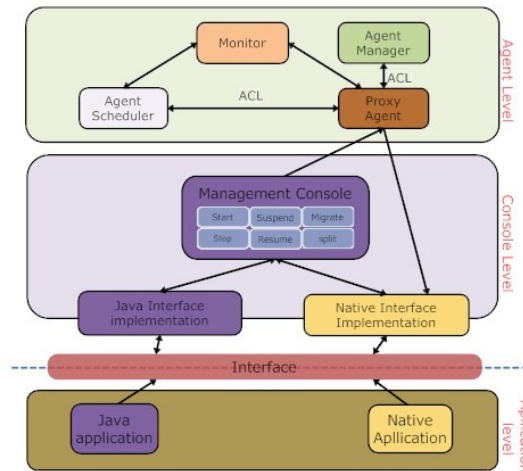 Monitor
Agent
Manager
Agent Level
ACL
Agent
Scheduler
ACL
Proxy
Agent
Management Console
Start
Suspend
Migrate
Stop
Resume
split
Console Level
Java Interface
implementation
Native Interface
Implementation
Interface
Java
application
Native
Apllication
level